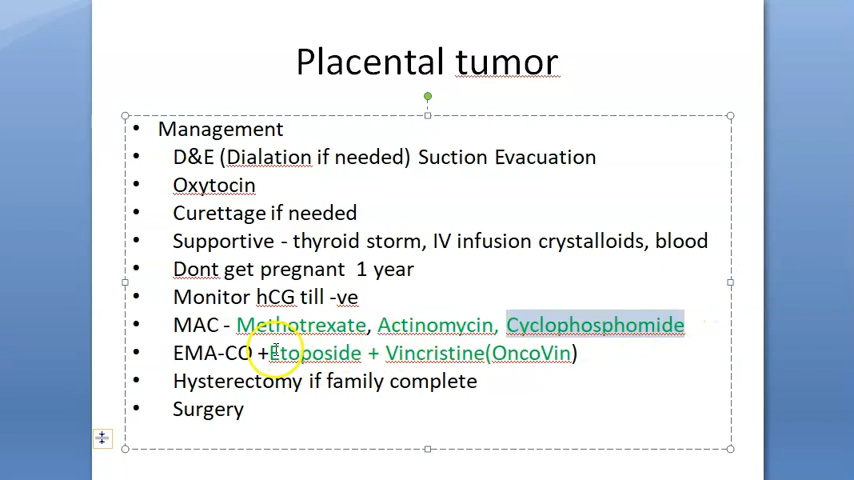 Placental tumor
• Management
• D&E (Dialation if needed) Suction Evacuation
• Oxytocin
• Curettage if needed
• Supportive - thyroid storm, IV infusion crystalloids, blood
• Dont get pregnant 1 year
• Monitor hCG till -ve
• MAC - Methotrexate, Actinomycin, Cyclophosphomide
• EMA-CO +Etoposide + Vincristine(OncoVin)
• Hysterectomy if family complete
• Surgery